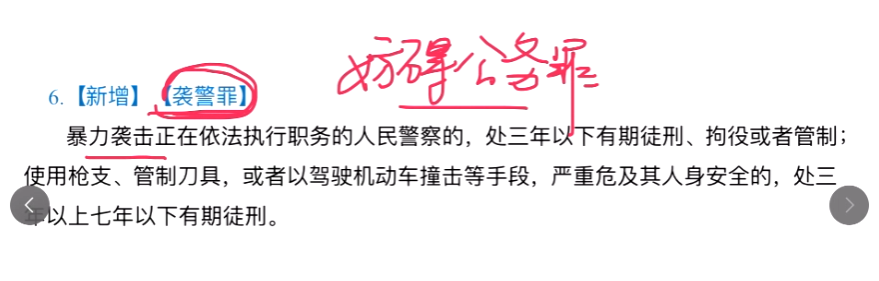 妨碍公务罪
6.【新增】【袭警罪】
暴力袭击正在依法执行职务的人民警察的，处三年以下有期徒刑、拘役或者管制；
使用枪支、管制刀具，或者以驾驶机动车撞击等手段，严重危及其人身安全的，处三
年以上七年以下有期徒刑。